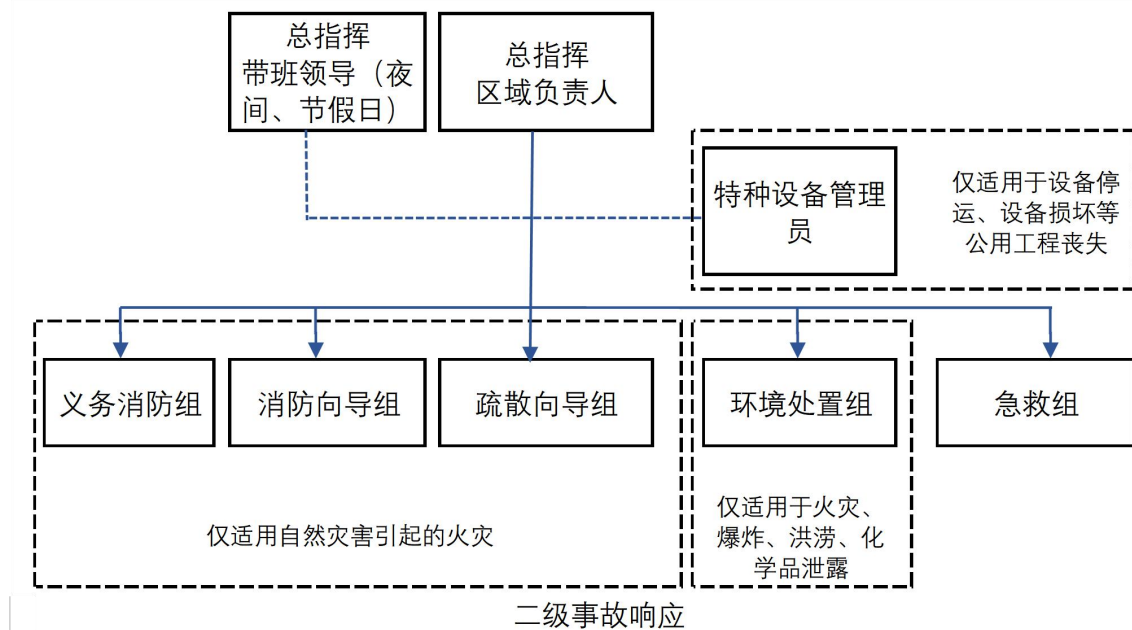 总指挥
带班领导（夜
间、节假日）
总指挥
区域负责人
特种设备管理
员
仅适用于设备停
运、设备损坏等
公用工程丧失
义务消防组
消防向导组
疏散向导组
环境处置组
急救组
仅适用自然灾害引起的火灾
仅适用于火灾、
爆炸、洪涝、化
学品泄露
二级事故响应